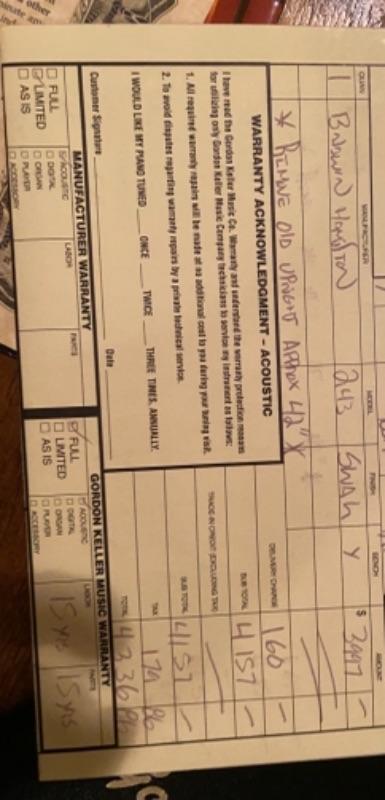 QUAN. MANUFACTURER MODEL FINISH BENCH AMOUNT
1 243 SWAH Y $ 3997 -
* REMOVE OLD UPRIGHT APPROX 42" *
DELIVERY CHARGE 160 -
SUB TOTAL 4157 -
TRADE-IN CREDIT (EXCLUDING TAX)
SUB TOTAL 4157 -
TAX 179 86
TOTAL 4336 86
WARRANTY ACKNOWLEDGMENT – ACOUSTIC
I have read the Gordon Keller Music Co. Warranty and understand the warranty protection measures
for utilizing only Gordon Keller Music Company technicians to service my instrument as follows:
1. All required warranty repairs will be made at no additional cost to you during your tuning visit.
2. To avoid disputes regarding warranty repairs by a private technical service.
I WOULD LIKE MY PIANO TUNED ONCE TWICE THREE TIMES, ANNUALLY.
Customer Signature Date
MANUFACTURER WARRANTY
LABOR PARTS
FULL
LIMITED
AS IS
ACOUSTIC
DIGITAL
ORGAN
PLAYER
ACCESSORY
GORDON KELLER MUSIC WARRANTY
LABOR PARTS
FULL
LIMITED
AS IS
ACOUSTIC
DIGITAL
ORGAN
PLAYER
ACCESSORY
15 yrs 15 yrs